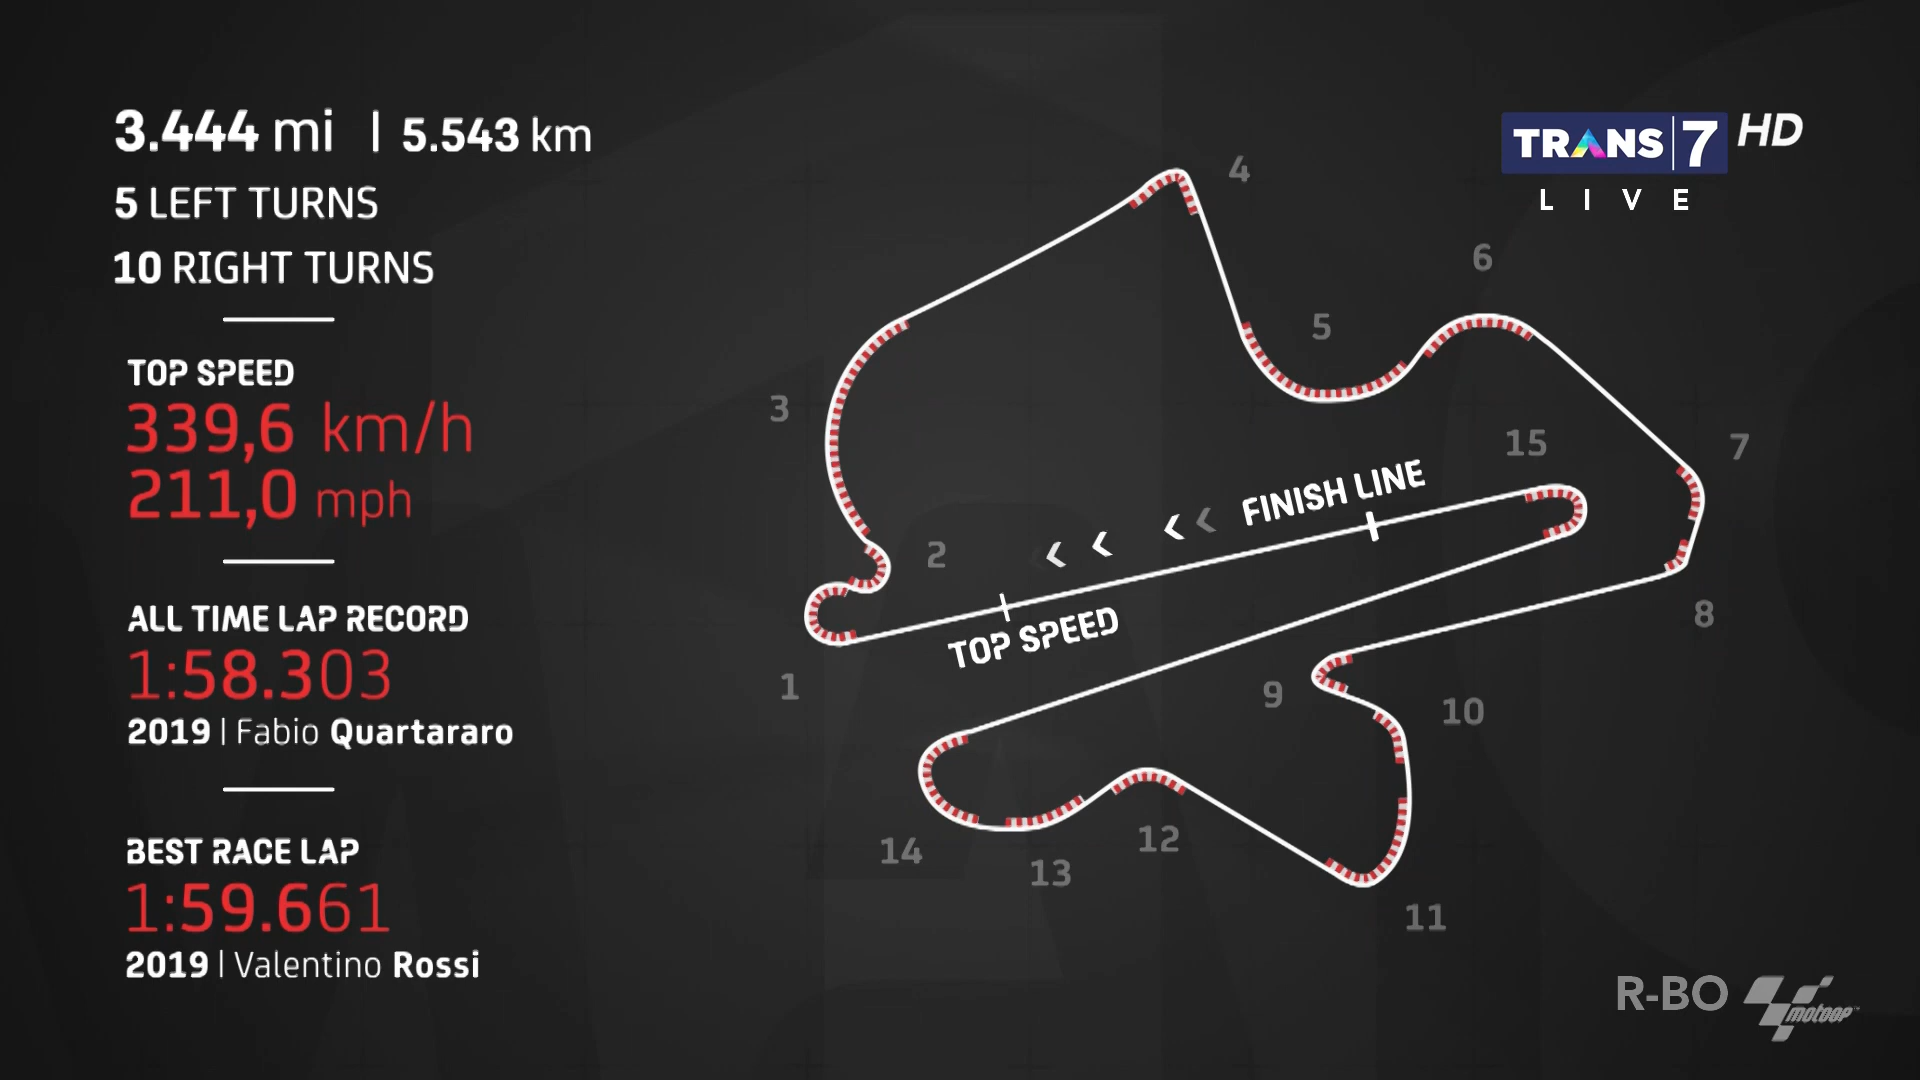 3.444 mi | 5.543 km
5 LEFT TURNS
10 RIGHT TURNS
TOP SPEED
339,6 km/h
211,0 mph
ALL TIME LAP RECORD
1:58.303
2019 | Fabio Quartararo
BEST RACE LAP
1:59.661
2019 | Valentino Rossi
TRANS|7 HD
LIVE
4
6
5
3
15
7
FINISH LINE
2
TOP SPEED
8
1
9
10
12
14
13
11
R-BO motoGP™